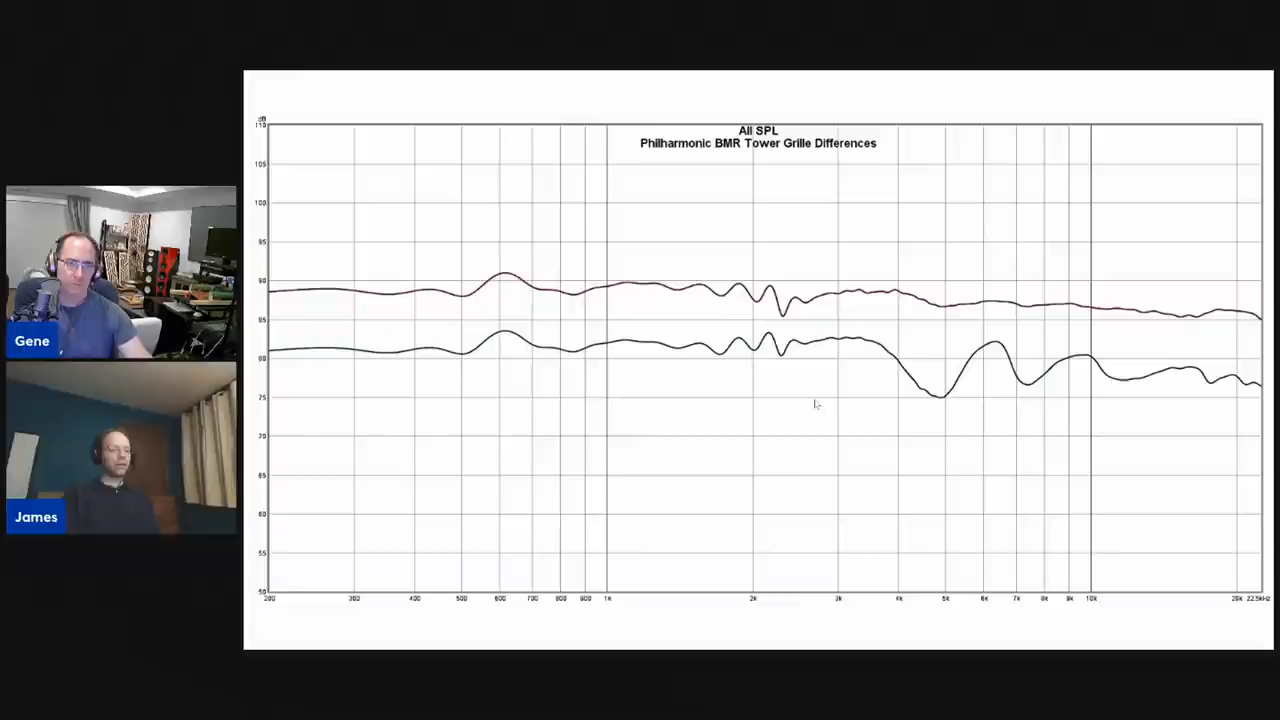 All SPL
Philharmonic BMR Tower Grille Differences
dB
110
105
100
95
90
85
80
75
70
65
60
55
50
200 300 400 500 600 700 800 900 1k 2k 3k 4k 5k 6k 7k 8k 9k 10k 20k 22.5kHz
Gene
James